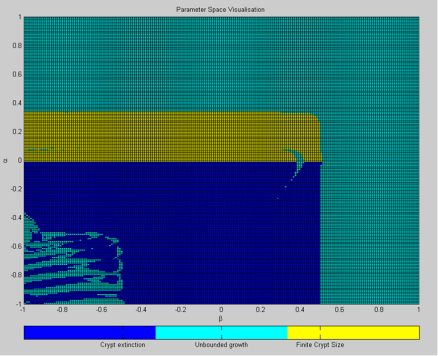 Parameter Space Visualisation
1
0.8
0.6
0.4
0.2
0
-0.2
-0.4
-0.6
-0.8
-1
α
-1 -0.8 -0.6 -0.4 -0.2 0 0.2 0.4 0.6 0.8 1
β
Crypt extinction Unbounded growth Finite Crypt Size